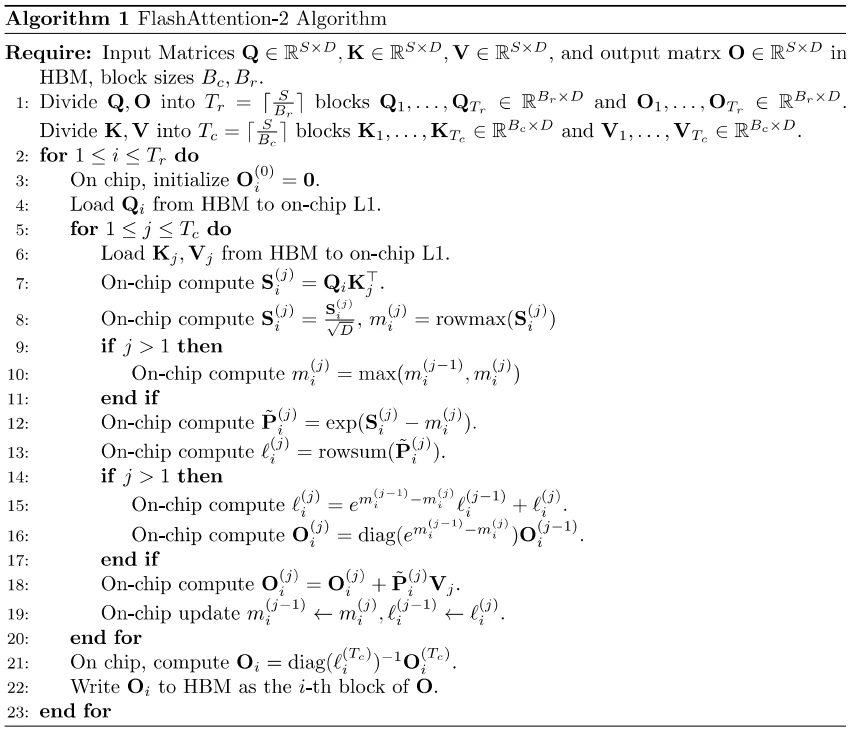 Algorithm 1 FlashAttention-2 Algorithm
Require: Input Matrices Q ∈ ℝ^{S×D}, K ∈ ℝ^{S×D}, V ∈ ℝ^{S×D}, and output matrx O ∈ ℝ^{S×D} in
HBM, block sizes B_c, B_r.
1: Divide Q, O into T_r = ⌈S/B_r⌉ blocks Q_1, …, Q_{T_r} ∈ ℝ^{B_r×D} and O_1, …, O_{T_r} ∈ ℝ^{B_r×D}.
Divide K, V into T_c = ⌈S/B_c⌉ blocks K_1, …, K_{T_c} ∈ ℝ^{B_c×D} and V_1, …, V_{T_c} ∈ ℝ^{B_c×D}.
2: for 1 ≤ i ≤ T_r do
3: On chip, initialize O_i^{(0)} = 0.
4: Load Q_i from HBM to on-chip L1.
5: for 1 ≤ j ≤ T_c do
6: Load K_j, V_j from HBM to on-chip L1.
7: On-chip compute S_i^{(j)} = Q_i K_j^⊤.
8: On-chip compute S_i^{(j)} = S_i^{(j)}/√D, m_i^{(j)} = rowmax(S_i^{(j)})
9: if j > 1 then
10: On-chip compute m_i^{(j)} = max(m_i^{(j−1)}, m_i^{(j)})
11: end if
12: On-chip compute P̃_i^{(j)} = exp(S_i^{(j)} − m_i^{(j)}).
13: On-chip compute ℓ_i^{(j)} = rowsum(P̃_i^{(j)}).
14: if j > 1 then
15: On-chip compute ℓ_i^{(j)} = e^{m_i^{(j−1)} − m_i^{(j)}} ℓ_i^{(j−1)} + ℓ_i^{(j)}.
16: On-chip compute O_i^{(j)} = diag(e^{m_i^{(j−1)} − m_i^{(j)}}) O_i^{(j−1)}.
17: end if
18: On-chip compute O_i^{(j)} = O_i^{(j)} + P̃_i^{(j)} V_j.
19: On-chip update m_i^{(j−1)} ← m_i^{(j)}, ℓ_i^{(j−1)} ← ℓ_i^{(j)}.
20: end for
21: On chip, compute O_i = diag(ℓ_i^{(T_c)})^{−1} O_i^{(T_c)}.
22: Write O_i to HBM as the i-th block of O.
23: end for